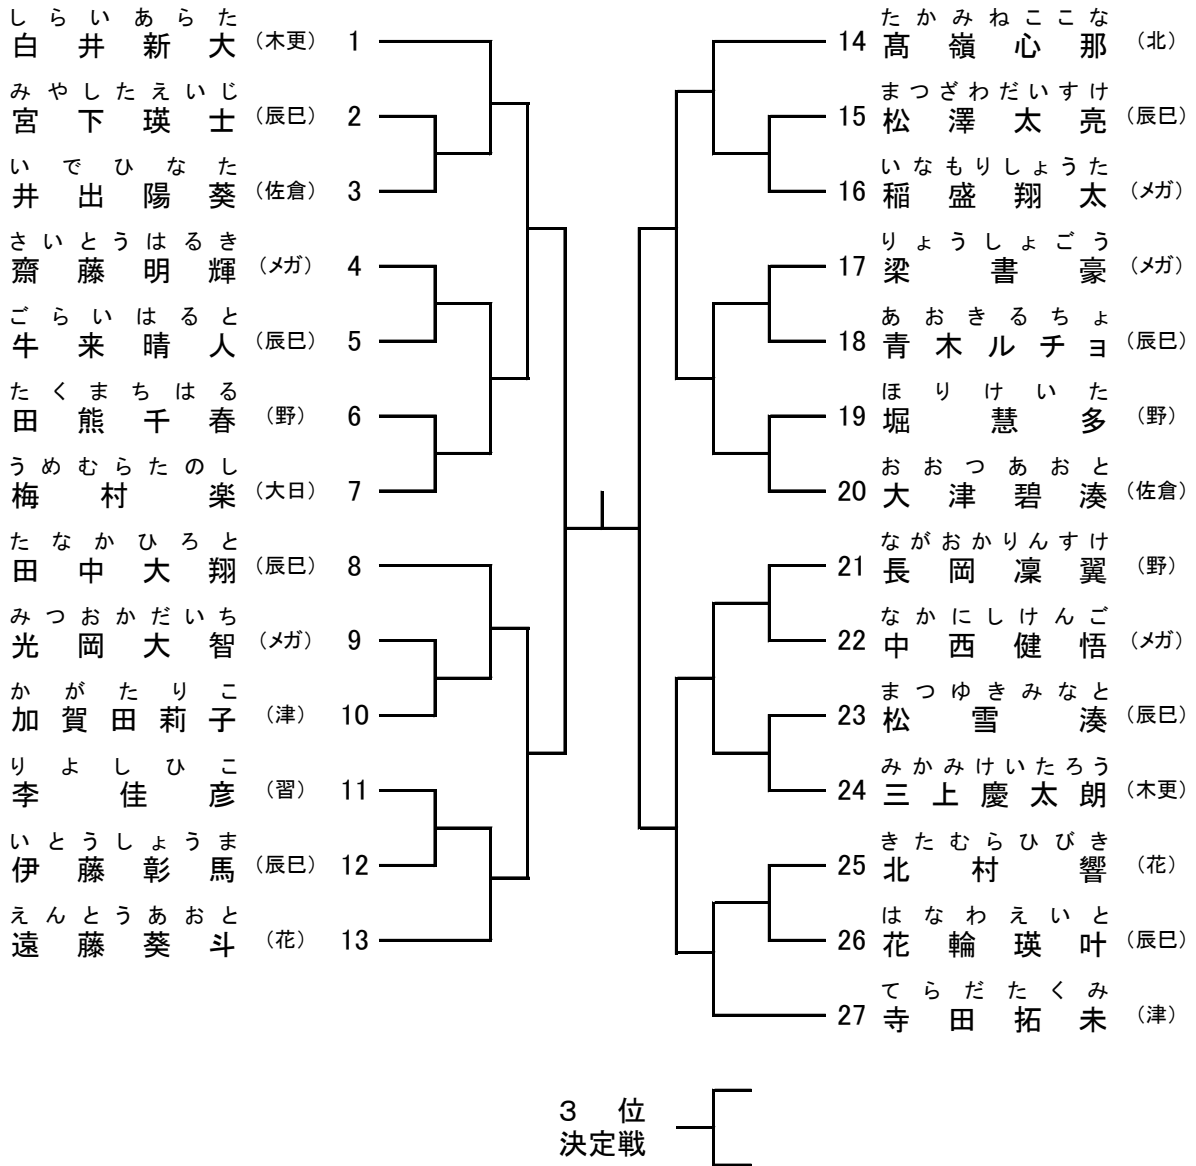 しらいあらた
白井新大 (木更) 1
みやしたえいじ
宮下瑛士 (辰巳) 2
いでひなた
井出陽葵 (佐倉) 3
さいとうはるき
齋藤明輝 (メガ) 4
ごらいはると
牛来晴人 (辰巳) 5
たくまちはる
田熊千春 (野) 6
うめむらたのし
梅村楽 (大日) 7
たなかひろと
田中大翔 (辰巳) 8
みつおかだいち
光岡大智 (メガ) 9
かがたりこ
加賀田莉子 (津) 10
りよしひこ
李佳彦 (習) 11
いとうしょうま
伊藤彰馬 (辰巳) 12
えんとうあおと
遠藤葵斗 (花) 13
たかみねここな
14 髙嶺心那 (北)
まつざわだいすけ
15 松澤太亮 (辰巳)
いなもりしょうた
16 稲盛翔太 (メガ)
りょうしょごう
17 梁書豪 (メガ)
あおきるちょ
18 青木ルチョ (辰巳)
ほりけいた
19 堀慧多 (野)
おおつあおと
20 大津碧湊 (佐倉)
ながおかりんすけ
21 長岡凜翼 (野)
なかにしけんご
22 中西健悟 (メガ)
まつゆきみなと
23 松雪湊 (辰巳)
みかみけいたろう
24 三上慶太朗 (木更)
きたむらひびき
25 北村響 (花)
はなわえいと
26 花輪瑛叶 (辰巳)
てらだたくみ
27 寺田拓未 (津)
3位
決定戦